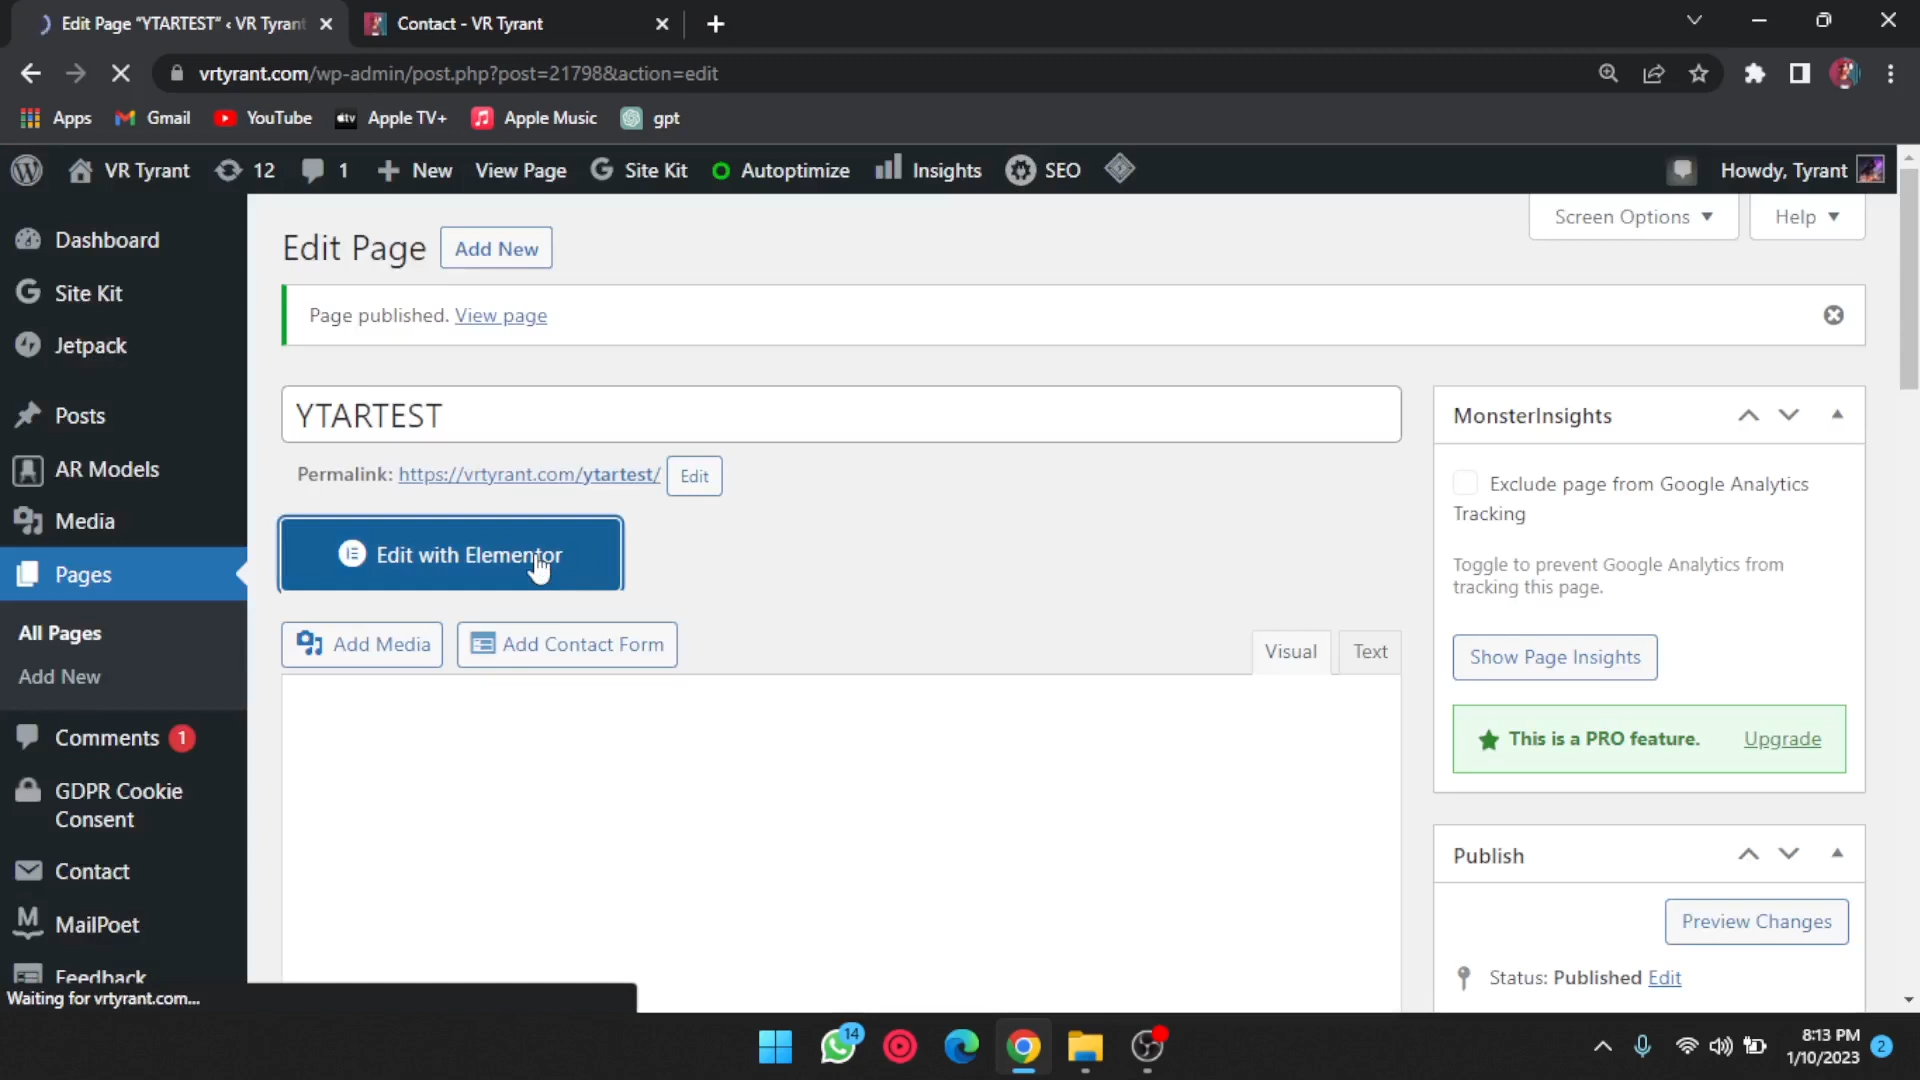 Edit Page "YTARTEST" ‹ VR Tyrant
Contact - VR Tyrant
vrtyrant.com/wp-admin/post.php?post=21798&action=edit
Apps
Gmail
YouTube
Apple TV+
Apple Music
gpt
VR Tyrant
12
1
New
View Page
Site Kit
Autoptimize
Insights
SEO
Howdy, Tyrant
Screen Options
Help
Dashboard
Site Kit
Jetpack
Posts
AR Models
Media
Pages
All Pages
Add New
Comments 1
GDPR Cookie
Consent
Contact
MailPoet
Feedback
Edit Page
Add New
Page published. View page
YTARTEST
Permalink: https://vrtyrant.com/ytartest/ Edit
Edit with Elementor
Add Media
Add Contact Form
Visual
Text
MonsterInsights
Exclude page from Google Analytics
Tracking
Toggle to prevent Google Analytics from
tracking this page.
Show Page Insights
This is a PRO feature. Upgrade
Publish
Preview Changes
Status: Published Edit
Waiting for vrtyrant.com...
14
8:13 PM
1/10/2023
2